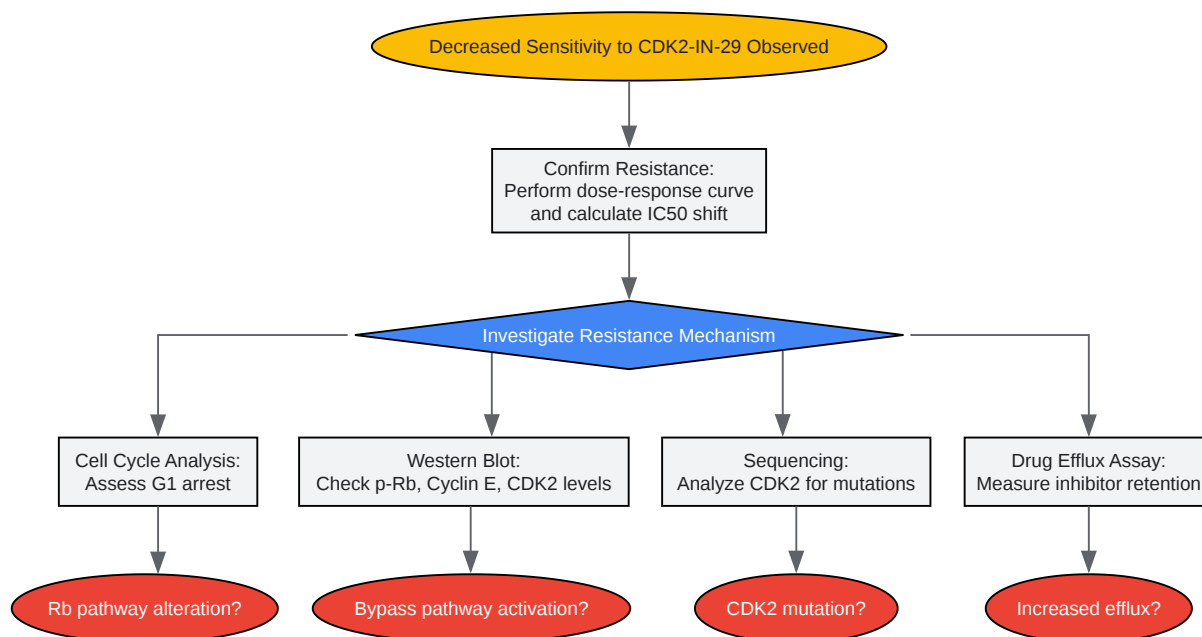 Decreased Sensitivity to CDK2-IN-29 Observed
Confirm Resistance:
Perform dose-response curve
and calculate IC50 shift
Investigate Resistance Mechanism
Cell Cycle Analysis:
Assess G1 arrest
Western Blot:
Check p-Rb, Cyclin E, CDK2 levels
Sequencing:
Analyze CDK2 for mutations
Drug Efflux Assay:
Measure inhibitor retention
Rb pathway alteration?
Bypass pathway activation?
CDK2 mutation?
Increased efflux?